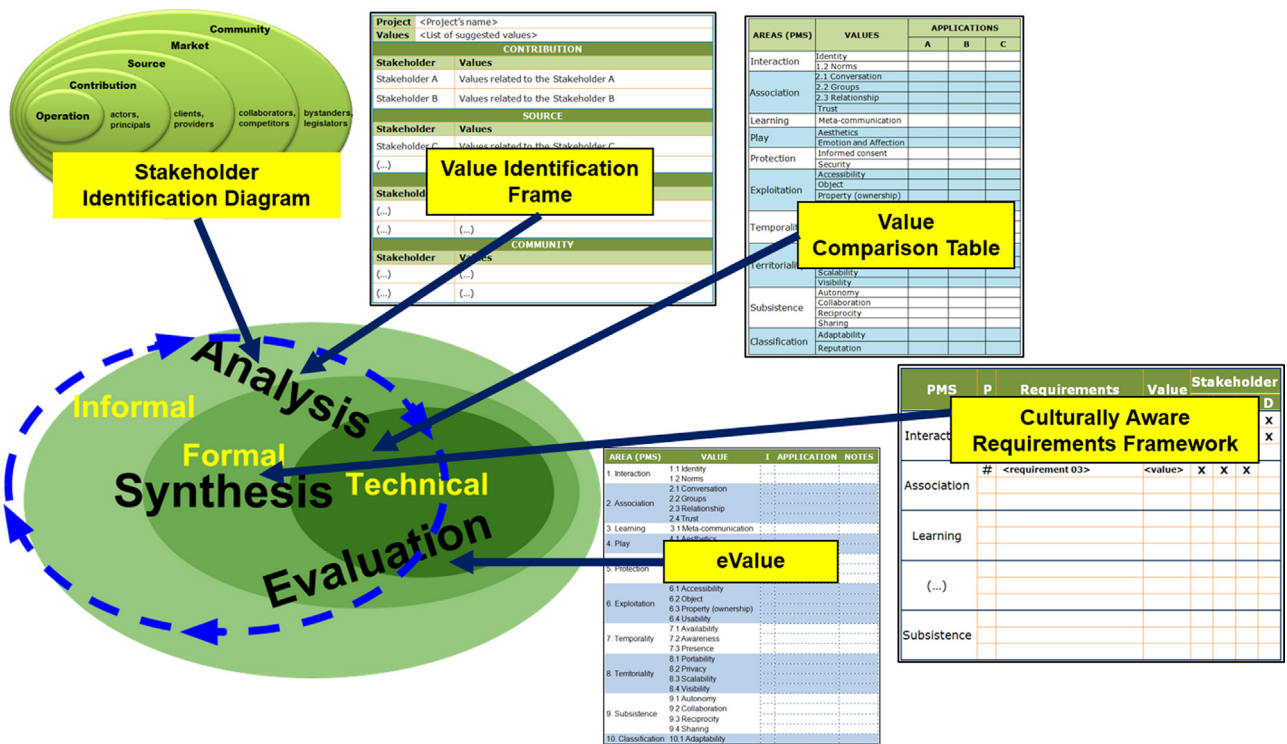 Community
Market
Source
Contribution
Operation
actors,
principals
clients,
providers
collaborators,
competitors
bystanders,
legislators
Stakeholder
Identification Diagram
Project <Project's name>
Values <List of suggested values>
CONTRIBUTION
Stakeholder Values
Stakeholder A Values related to the Stakeholder A
Stakeholder B Values related to the Stakeholder B
SOURCE
Stakeholder Values
Stakeholder C Values related to the Stakeholder C
(...)
Value Identification
Frame
(...)
(...) (...)
COMMUNITY
Stakeholder Values
(...) (...)
(...) (...)
AREAS (PMS) VALUES APPLICATIONS
A B C
Interaction Identity
1.2 Norms
Association 2.1 Conversation
2.2 Groups
2.3 Relationship
Trust
Learning Meta-communication
Play Aesthetics
Emotion and Affection
Protection Informed consent
Security
Exploitation Accessibility
Object
Property (ownership)
Value
Comparison Table
Scalability
Visibility
Subsistence Autonomy
Collaboration
Reciprocity
Sharing
Classification Adaptability
Reputation
Analysis
Informal
Formal
Synthesis
Technical
Evaluation
PMS P Requirements Value Stakeholder
D
x
x
Culturally Aware
Requirements Framework
# <requirement 03> <value> x x x
Association
Learning
(...)
Subsistence
AREA (PMS) VALUE I APPLICATION NOTES
1. Interaction 1.1 Identity
1.2 Norms
2. Association 2.1 Conversation
2.2 Groups
2.3 Relationship
2.4 Trust
3. Learning 3.1 Meta-communication
4. Play 4.1 Aesthetics
eValue
5. Protection
6. Exploitation 6.1 Accessibility
6.2 Object
6.3 Property (ownership)
6.4 Usability
7. Temporality 7.1 Availability
7.2 Awareness
7.3 Presence
8. Territoriality 8.1 Portability
8.2 Privacy
8.3 Scalability
8.4 Visibility
9. Subsistence 9.1 Autonomy
9.2 Collaboration
9.3 Reciprocity
9.4 Sharing
10. Classification 10.1 Adaptability